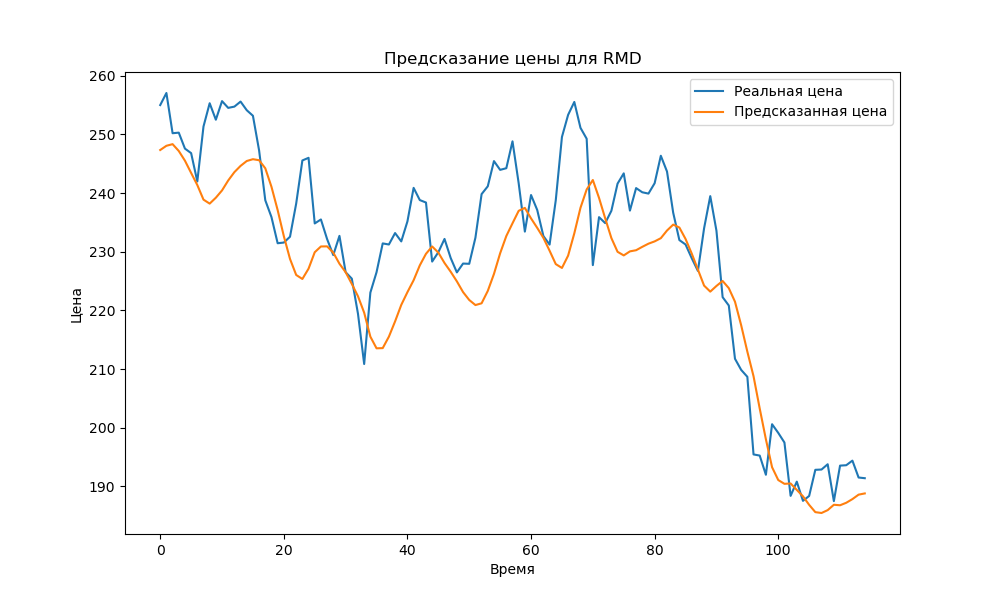 Предсказание цены для RMD
Реальная цена
Предсказанная цена
Цена
260
250
240
230
220
210
200
190
0 20 40 60 80 100
Время